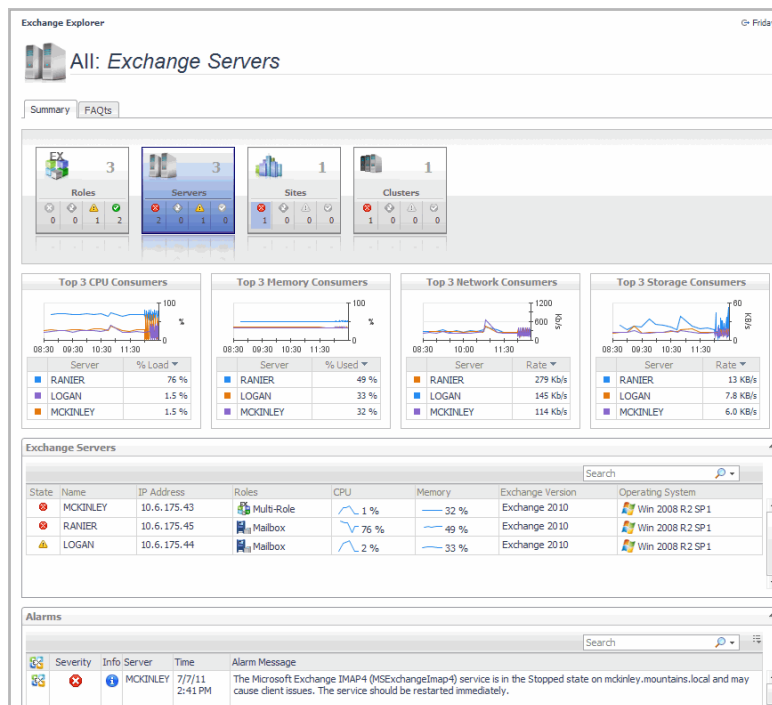 Exchange Explorer
Friday
All: Exchange Servers
Summary FAQts
EX 3 3 1 1
Roles Servers Sites Clusters
0 0 1 2 2 0 1 0 1 0 0 0 1 0 0 0
Top 3 CPU Consumers Top 3 Memory Consumers Top 3 Network Consumers Top 3 Storage Consumers
100 % 0 100 % 0 1200 600 Kb/s 0 60 KB/s 0
08:30 09:30 10:30 11:30 08:30 09:30 10:30 11:30 08:30 10:00 11:30 08:30 09:30 10:30 11:30
Server % Load Server % Used Server Rate Server Rate
RANIER 76 % RANIER 49 % RANIER 279 Kb/s RANIER 13 KB/s
LOGAN 1.5 % LOGAN 33 % LOGAN 145 Kb/s LOGAN 7.8 KB/s
MCKINLEY 1.5 % MCKINLEY 32 % MCKINLEY 114 Kb/s MCKINLEY 6.0 KB/s
Exchange Servers
Search
State Name IP Address Roles CPU Memory Exchange Version Operating System
MCKINLEY 10.6.175.43 Multi-Role 1 % 32 % Exchange 2010 Win 2008 R2 SP1
RANIER 10.6.175.45 Mailbox 76 % 49 % Exchange 2010 Win 2008 R2 SP1
LOGAN 10.6.175.44 Mailbox 2 % 33 % Exchange 2010 Win 2008 R2 SP1
Alarms
Search
Severity Info Server Time Alarm Message
MCKINLEY 7/7/11 The Microsoft Exchange IMAP4 (MSExchangeImap4) service is in the Stopped state on mckinley.mountains.local and may
2:41 PM cause client issues. The service should be restarted immediately.